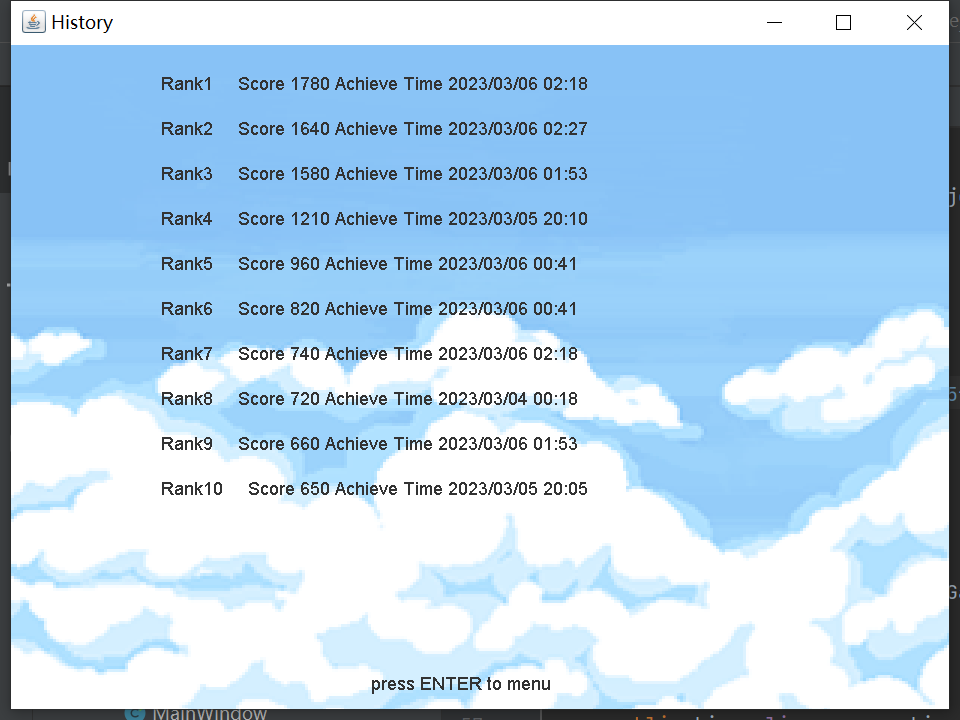 History
Rank1 Score 1780 Achieve Time 2023/03/06 02:18
Rank2 Score 1640 Achieve Time 2023/03/06 02:27
Rank3 Score 1580 Achieve Time 2023/03/06 01:53
Rank4 Score 1210 Achieve Time 2023/03/05 20:10
Rank5 Score 960 Achieve Time 2023/03/06 00:41
Rank6 Score 820 Achieve Time 2023/03/06 00:41
Rank7 Score 740 Achieve Time 2023/03/06 02:18
Rank8 Score 720 Achieve Time 2023/03/04 00:18
Rank9 Score 660 Achieve Time 2023/03/06 01:53
Rank10 Score 650 Achieve Time 2023/03/05 20:05
press ENTER to menu
MainWindow